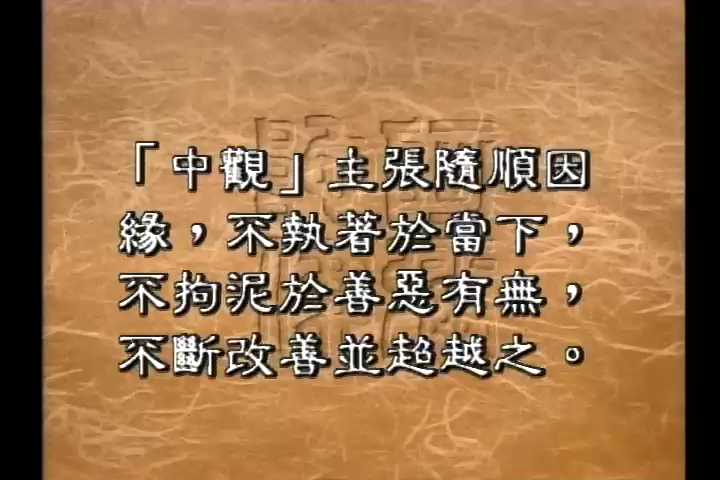 「中觀」主張隨順因
緣，不執著於當下，
不拘泥於善惡有無，
不斷改善並超越之。